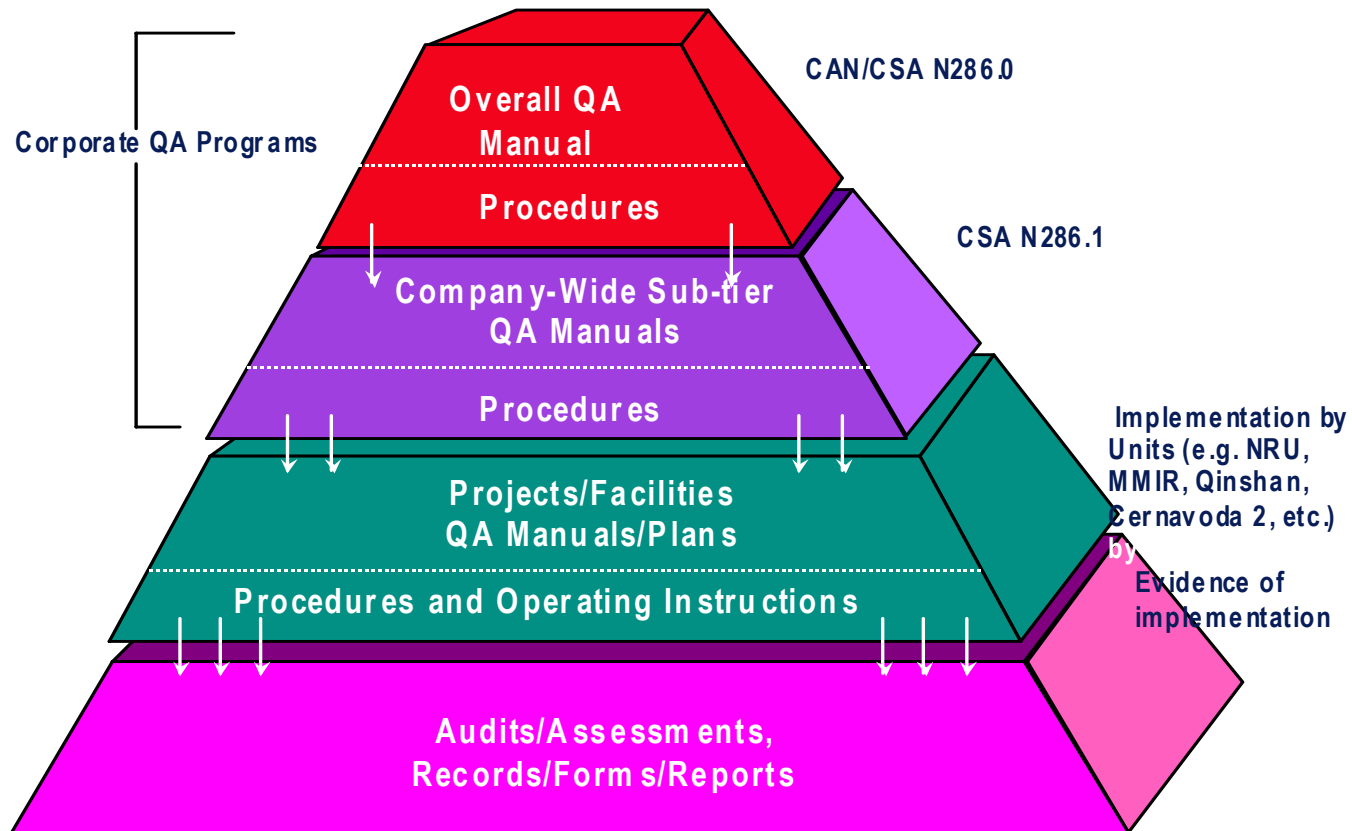 CAN/CSA N286.0
Overall QA
Manual
Corporate QA Programs
Procedures
CSA N286.1
Company-Wide Sub-tier
QA Manuals
Procedures
Implementation by
Units (e.g. NRU,
MMIR, Qinshan,
Cernavoda 2, etc.)
by
Projects/Facilities
QA Manuals/Plans
Procedures and Operating Instructions
Evidence of
implementation
Audits/Assessments,
Records/Forms/Reports